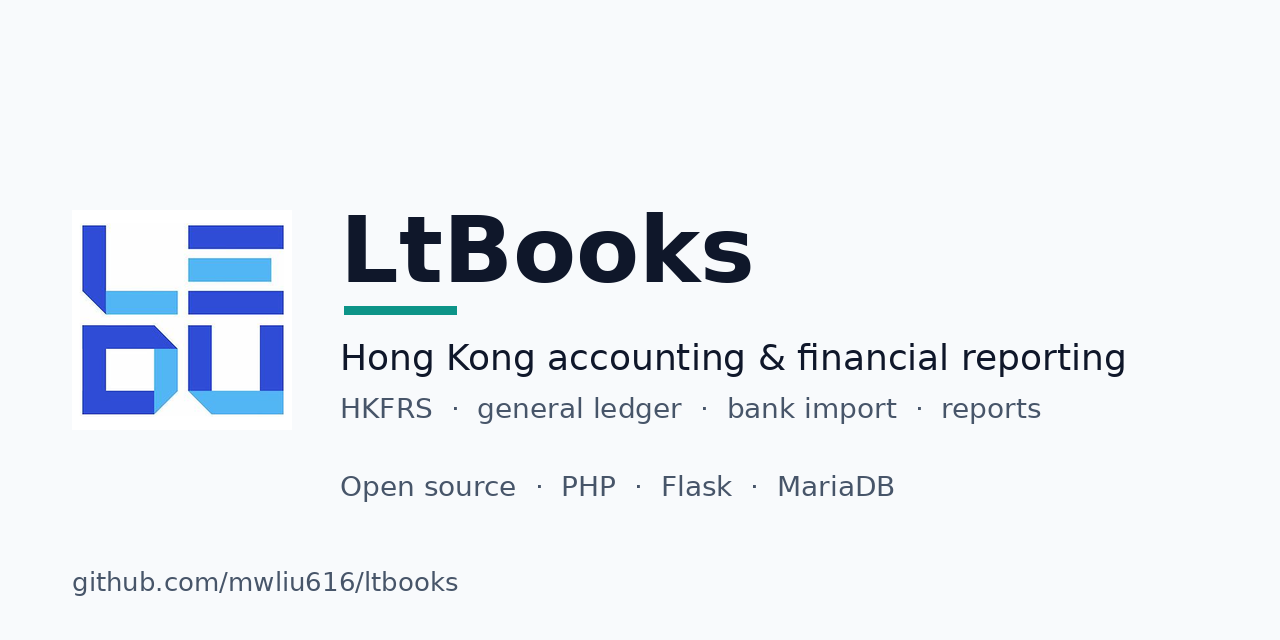 LEDU
LtBooks
Hong Kong accounting & financial reporting
HKFRS · general ledger · bank import · reports
Open source · PHP · Flask · MariaDB
github.com/mwliu616/ltbooks